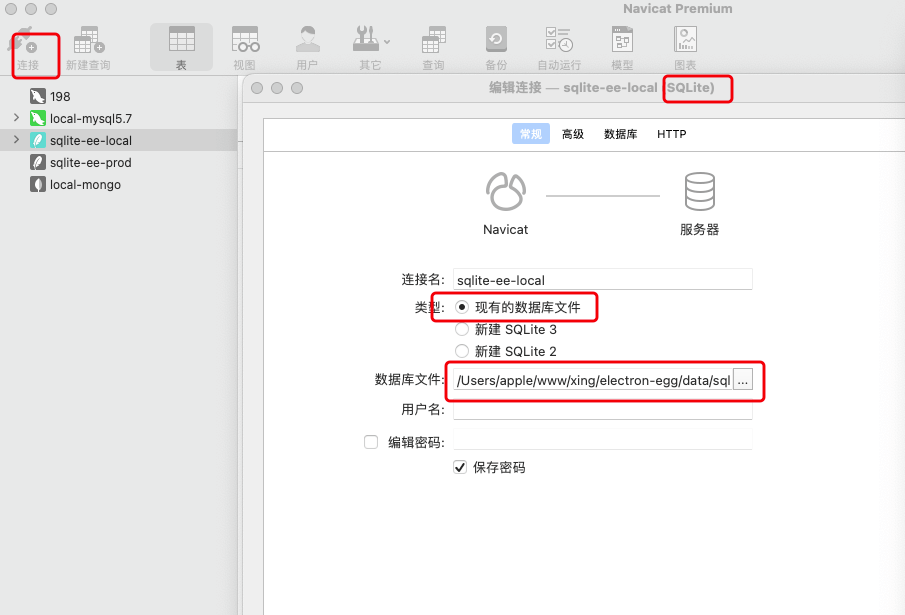 Navicat Premium
连接
新建查询
表
视图
用户
其它
查询
备份
自动运行
模型
图表
198
local-mysql5.7
sqlite-ee-local
sqlite-ee-prod
local-mongo
编辑连接 — sqlite-ee-local (SQLite)
常规 高级 数据库 HTTP
Navicat
服务器
连接名: sqlite-ee-local
类型: 现有的数据库文件
新建 SQLite 3
新建 SQLite 2
数据库文件: /Users/apple/www/xing/electron-egg/data/sql ...
用户名:
编辑密码:
保存密码